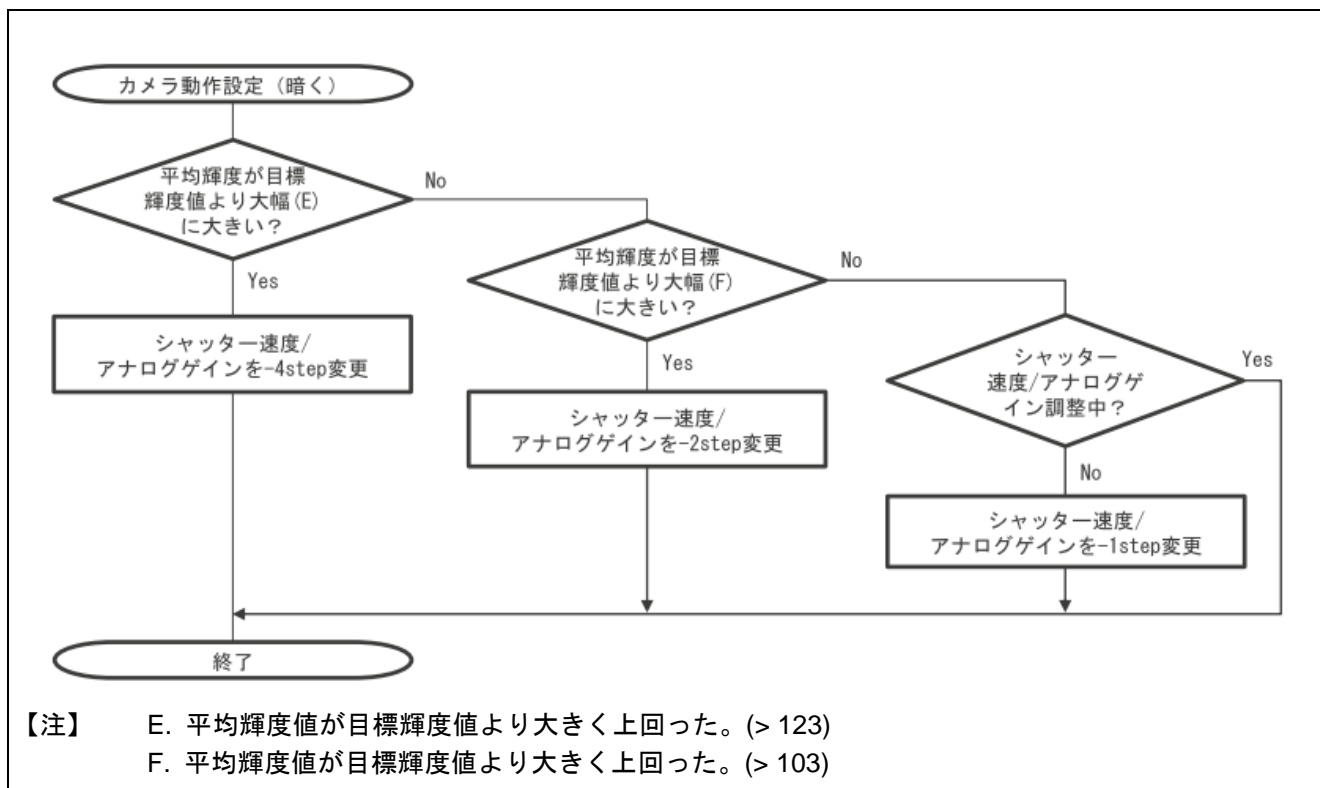 カメラ動作設定（暗く）
平均輝度が目標
輝度値より大幅(E)
に大きい？
No
Yes
シャッター速度/
アナログゲインを-4step変更
平均輝度が目標
輝度値より大幅(F)
に大きい？
No
Yes
シャッター速度/
アナログゲインを-2step変更
シャッター
速度/アナログゲ
イン調整中？
Yes
No
シャッター速度/
アナログゲインを-1step変更
終了
【注】 E. 平均輝度値が目標輝度値より大きく上回った。(> 123)
F. 平均輝度値が目標輝度値より大きく上回った。(> 103)